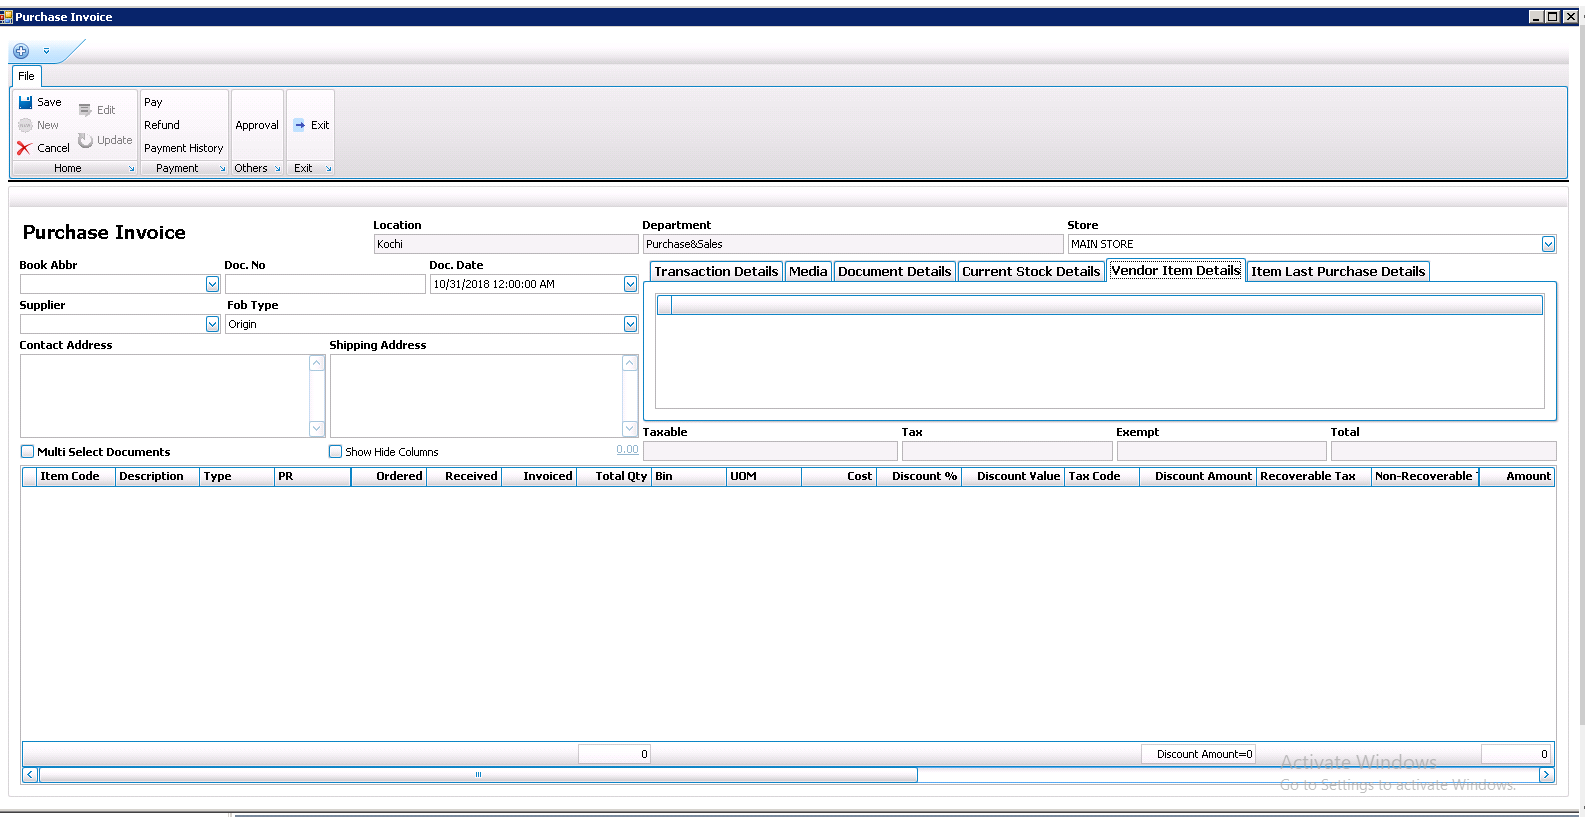 Purchase Invoice
File
Save
Edit
New
Update
Cancel
Home
Pay
Refund
Payment History
Payment
Approval
Others
Exit
Exit
Purchase Invoice
Location
Department
Store
Kochi
Purchase&Sales
MAIN STORE
Book Abbr
Doc. No
Doc. Date
10/31/2018 12:00:00 AM
Transaction Details
Media
Document Details
Current Stock Details
Vendor Item Details
Item Last Purchase Details
Supplier
Fob Type
Origin
Contact Address
Shipping Address
Taxable
Tax
Exempt
Total
Multi Select Documents
Show Hide Columns
0.00
Item Code
Description
Type
PR
Ordered
Received
Invoiced
Total Qty
Bin
UOM
Cost
Discount %
Discount Value
Tax Code
Discount Amount
Recoverable Tax
Non-Recoverable
Amount
0
Discount Amount=0
0
Activate Windows
Go to Settings to activate Windows.